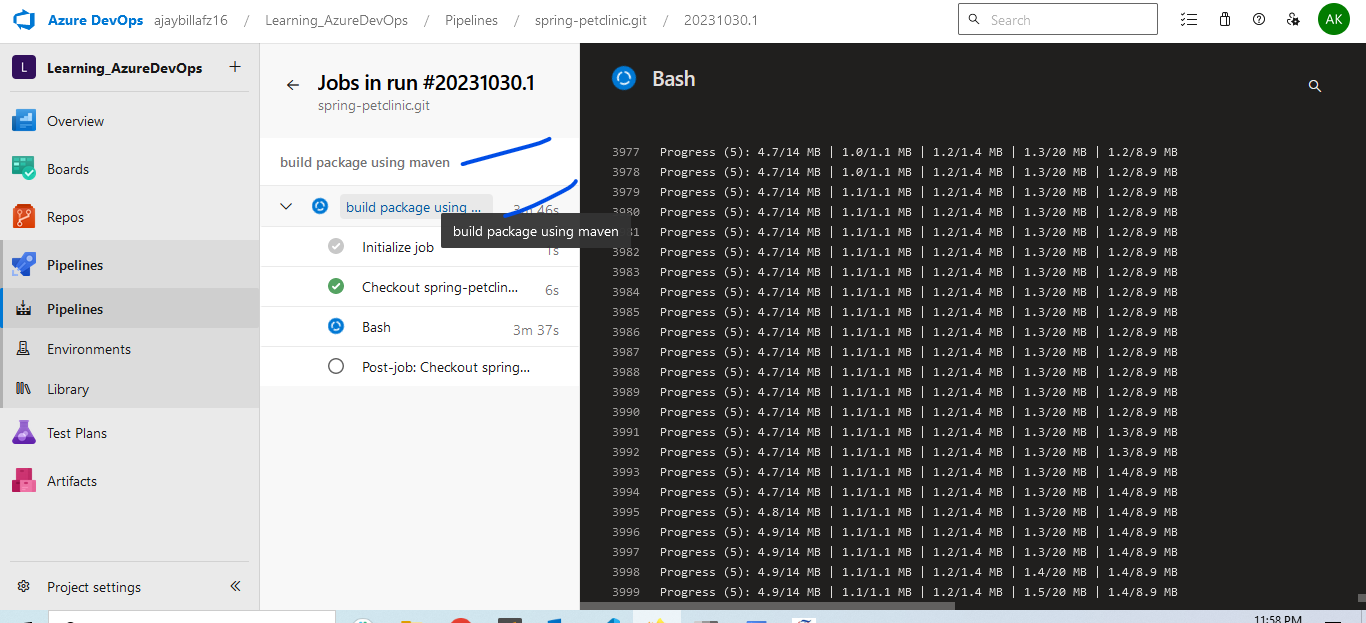 Azure DevOps ajaybillafz16 / Learning_AzureDevOps / Pipelines / spring-petclinic.git / 20231030.1
Search
AK
L Learning_AzureDevOps +
Overview
Boards
Repos
Pipelines
Pipelines
Environments
Library
Test Plans
Artifacts
Project settings
Jobs in run #20231030.1
spring-petclinic.git
build package using maven
build package using ... 3m 46s
build package using maven
Initialize job 1s
Checkout spring-petclin... 6s
Bash 3m 37s
Post-job: Checkout spring...
Bash
3977 Progress (5): 4.7/14 MB | 1.0/1.1 MB | 1.2/1.4 MB | 1.3/20 MB | 1.2/8.9 MB
3978 Progress (5): 4.7/14 MB | 1.0/1.1 MB | 1.2/1.4 MB | 1.3/20 MB | 1.2/8.9 MB
3979 Progress (5): 4.7/14 MB | 1.1/1.1 MB | 1.2/1.4 MB | 1.3/20 MB | 1.2/8.9 MB
3980 Progress (5): 4.7/14 MB | 1.1/1.1 MB | 1.2/1.4 MB | 1.3/20 MB | 1.2/8.9 MB
81 Progress (5): 4.7/14 MB | 1.1/1.1 MB | 1.2/1.4 MB | 1.3/20 MB | 1.2/8.9 MB
3982 Progress (5): 4.7/14 MB | 1.1/1.1 MB | 1.2/1.4 MB | 1.3/20 MB | 1.2/8.9 MB
3983 Progress (5): 4.7/14 MB | 1.1/1.1 MB | 1.2/1.4 MB | 1.3/20 MB | 1.2/8.9 MB
3984 Progress (5): 4.7/14 MB | 1.1/1.1 MB | 1.2/1.4 MB | 1.3/20 MB | 1.2/8.9 MB
3985 Progress (5): 4.7/14 MB | 1.1/1.1 MB | 1.2/1.4 MB | 1.3/20 MB | 1.2/8.9 MB
3986 Progress (5): 4.7/14 MB | 1.1/1.1 MB | 1.2/1.4 MB | 1.3/20 MB | 1.2/8.9 MB
3987 Progress (5): 4.7/14 MB | 1.1/1.1 MB | 1.2/1.4 MB | 1.3/20 MB | 1.2/8.9 MB
3988 Progress (5): 4.7/14 MB | 1.1/1.1 MB | 1.2/1.4 MB | 1.3/20 MB | 1.2/8.9 MB
3989 Progress (5): 4.7/14 MB | 1.1/1.1 MB | 1.2/1.4 MB | 1.3/20 MB | 1.2/8.9 MB
3990 Progress (5): 4.7/14 MB | 1.1/1.1 MB | 1.2/1.4 MB | 1.3/20 MB | 1.2/8.9 MB
3991 Progress (5): 4.7/14 MB | 1.1/1.1 MB | 1.2/1.4 MB | 1.3/20 MB | 1.3/8.9 MB
3992 Progress (5): 4.7/14 MB | 1.1/1.1 MB | 1.2/1.4 MB | 1.3/20 MB | 1.3/8.9 MB
3993 Progress (5): 4.7/14 MB | 1.1/1.1 MB | 1.2/1.4 MB | 1.3/20 MB | 1.4/8.9 MB
3994 Progress (5): 4.7/14 MB | 1.1/1.1 MB | 1.2/1.4 MB | 1.3/20 MB | 1.4/8.9 MB
3995 Progress (5): 4.8/14 MB | 1.1/1.1 MB | 1.2/1.4 MB | 1.3/20 MB | 1.4/8.9 MB
3996 Progress (5): 4.9/14 MB | 1.1/1.1 MB | 1.2/1.4 MB | 1.3/20 MB | 1.4/8.9 MB
3997 Progress (5): 4.9/14 MB | 1.1/1.1 MB | 1.2/1.4 MB | 1.3/20 MB | 1.4/8.9 MB
3998 Progress (5): 4.9/14 MB | 1.1/1.1 MB | 1.2/1.4 MB | 1.4/20 MB | 1.4/8.9 MB
3999 Progress (5): 4.9/14 MB | 1.1/1.1 MB | 1.2/1.4 MB | 1.5/20 MB | 1.4/8.9 MB
11:58 PM